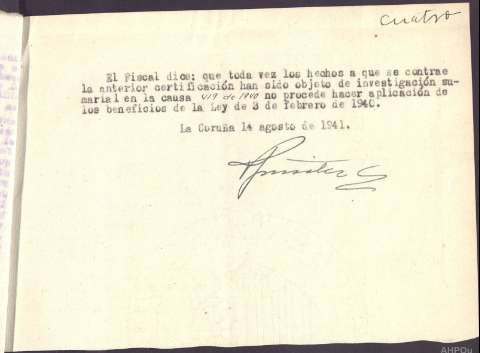 cuatro
El Fiscal dice: que toda vez los hechos a que se contrae
la anterior certificación han sido objeto de investigación su-
marial en la causa 419 de 1940 no procede hacer aplicación de
los beneficios de la Ley de 3 de febrero de 1940.
La Coruña 14 agosto de 1941.
AHPOu